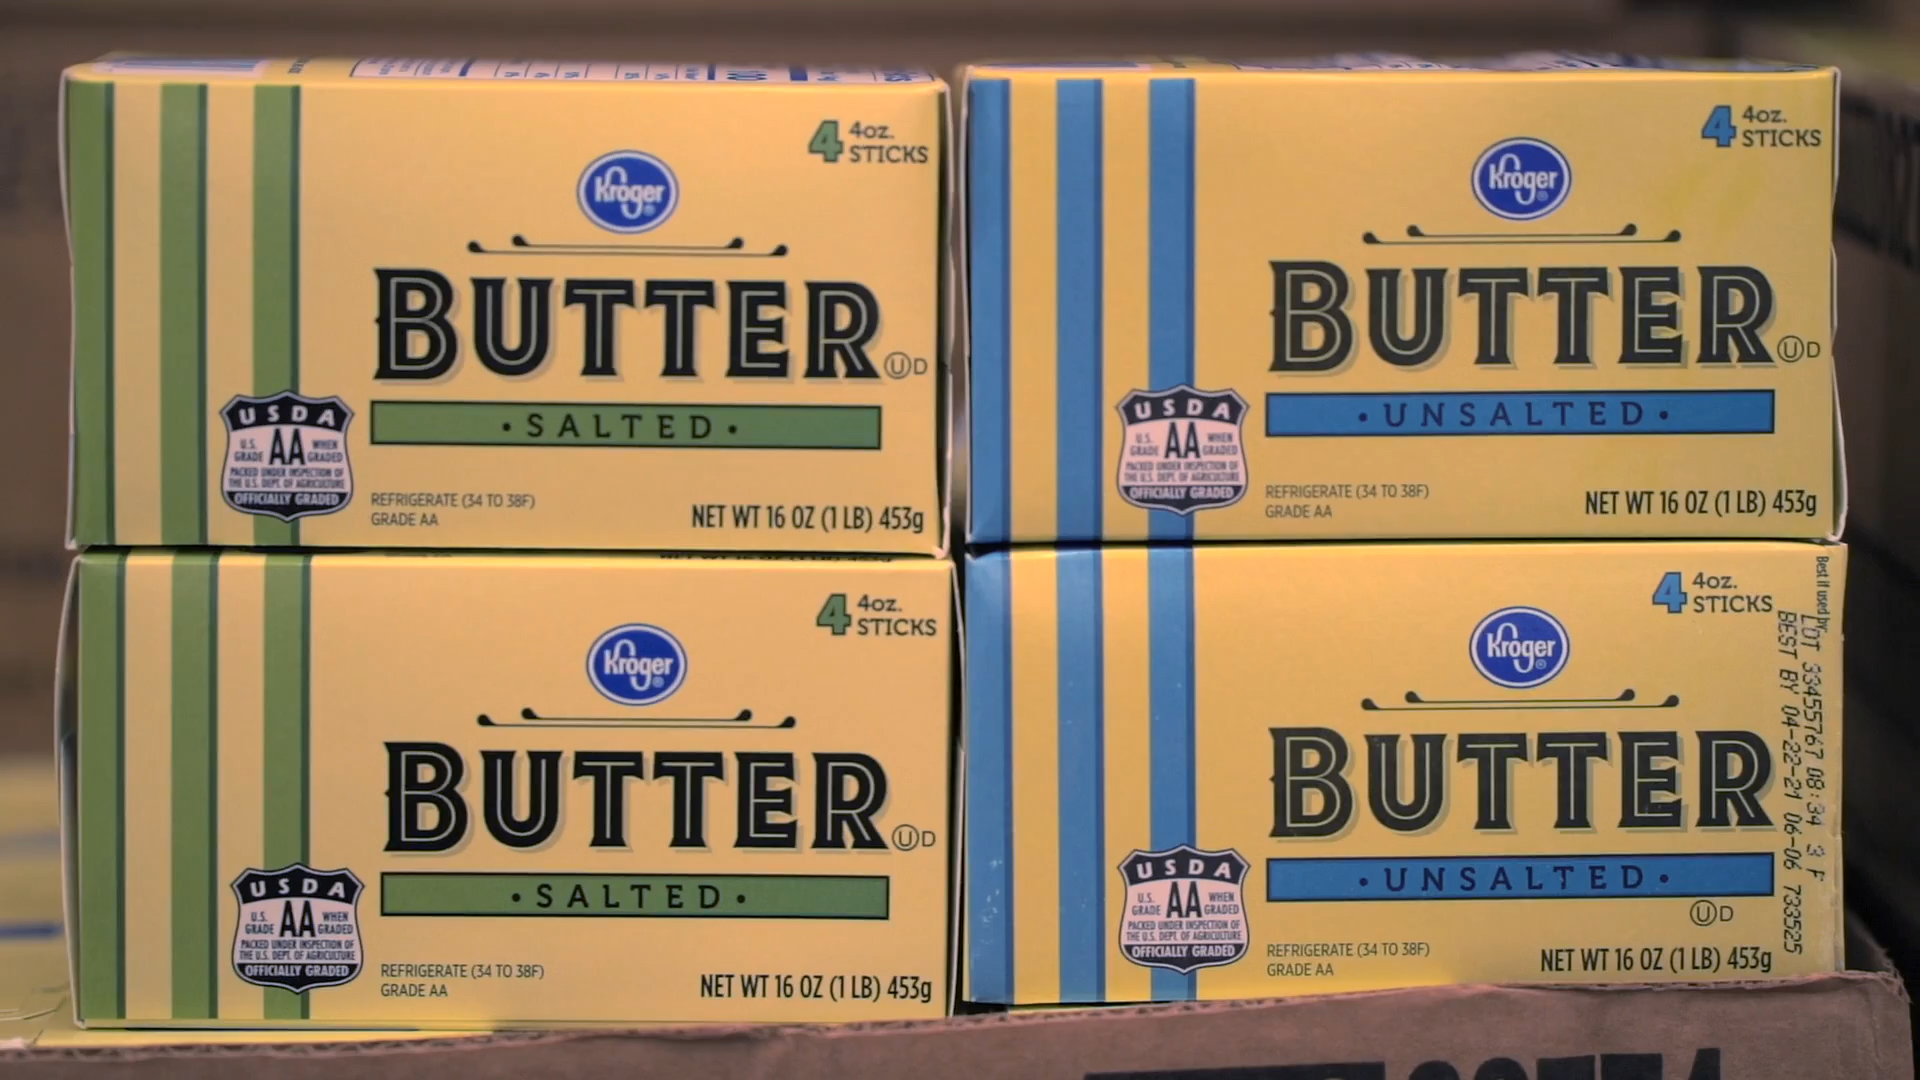 4 4oz.
STICKS
Kroger
BUTTER
UD
• SALTED •
USDA
U.S. AA WHEN
GRADE GRADED
PACKED UNDER INSPECTION OF
THE U.S. DEPT. OF AGRICULTURE
OFFICIALLY GRADED
REFRIGERATE (34 TO 38F)
GRADE AA
NET WT 16 OZ (1 LB) 453g
4 4oz.
STICKS
Kroger
BUTTER
UD
• UNSALTED •
USDA
U.S. AA WHEN
GRADE GRADED
PACKED UNDER INSPECTION OF
THE U.S. DEPT. OF AGRICULTURE
OFFICIALLY GRADED
REFRIGERATE (34 TO 38F)
GRADE AA
NET WT 16 OZ (1 LB) 453g
4 4oz.
STICKS
Kroger
BUTTER
UD
• SALTED •
USDA
U.S. AA WHEN
GRADE GRADED
PACKED UNDER INSPECTION OF
THE U.S. DEPT. OF AGRICULTURE
OFFICIALLY GRADED
REFRIGERATE (34 TO 38F)
GRADE AA
NET WT 16 OZ (1 LB) 453g
4 4oz.
STICKS
Kroger
BUTTER
• UNSALTED •
UD
USDA
U.S. AA WHEN
GRADE GRADED
PACKED UNDER INSPECTION OF
THE U.S. DEPT. OF AGRICULTURE
OFFICIALLY GRADED
REFRIGERATE (34 TO 38F)
GRADE AA
NET WT 16 OZ (1 LB) 453g
Best if used by:
LOT 33455767 08:34 3 F
BEST BY 04-22-21 06-06 733525